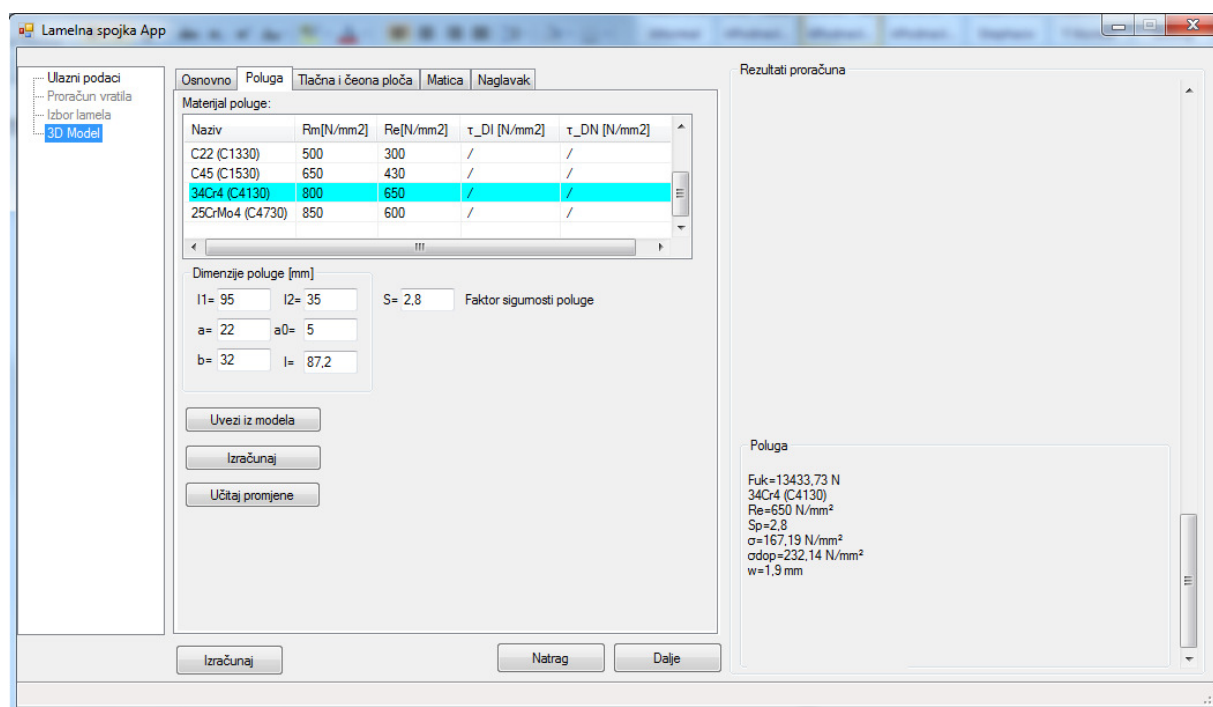 Lamelna spojka App
Ulazni podaci
Proračun vratila
Izbor lamela
3D Model
Osnovno Poluga Tlačna i čeona ploča Matica Naglavak
Materijal poluge:
Naziv Rm[N/mm2] Re[N/mm2] τ_DI [N/mm2] τ_DN [N/mm2]
C22 (C1330) 500 300 / /
C45 (C1530) 650 430 / /
34Cr4 (C4130) 800 650 / /
25CrMo4 (C4730) 850 600 / /
Dimenzije poluge [mm]
l1= 95 l2= 35 S= 2,8 Faktor sigurnosti poluge
a= 22 a0= 5
b= 32 l= 87,2
Uvezi iz modela
Izračunaj
Učitaj promjene
Izračunaj Natrag Dalje
Rezultati proračuna
Poluga
Fuk=13433,73 N
34Cr4 (C4130)
Re=650 N/mm²
Sp=2,8
σ=167,19 N/mm²
σdop=232,14 N/mm²
w=1,9 mm